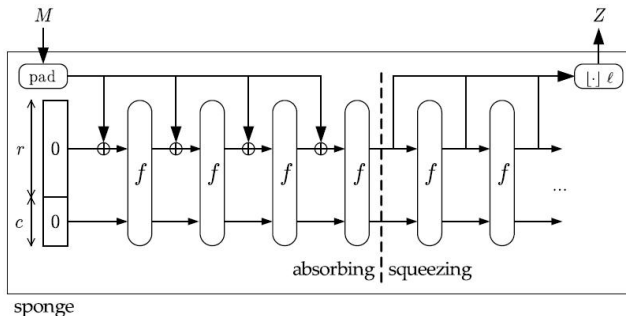 M Z
pad ⌊·⌋ ℓ
r 0 f f f f f f
c 0 ...
absorbing squeezing
sponge